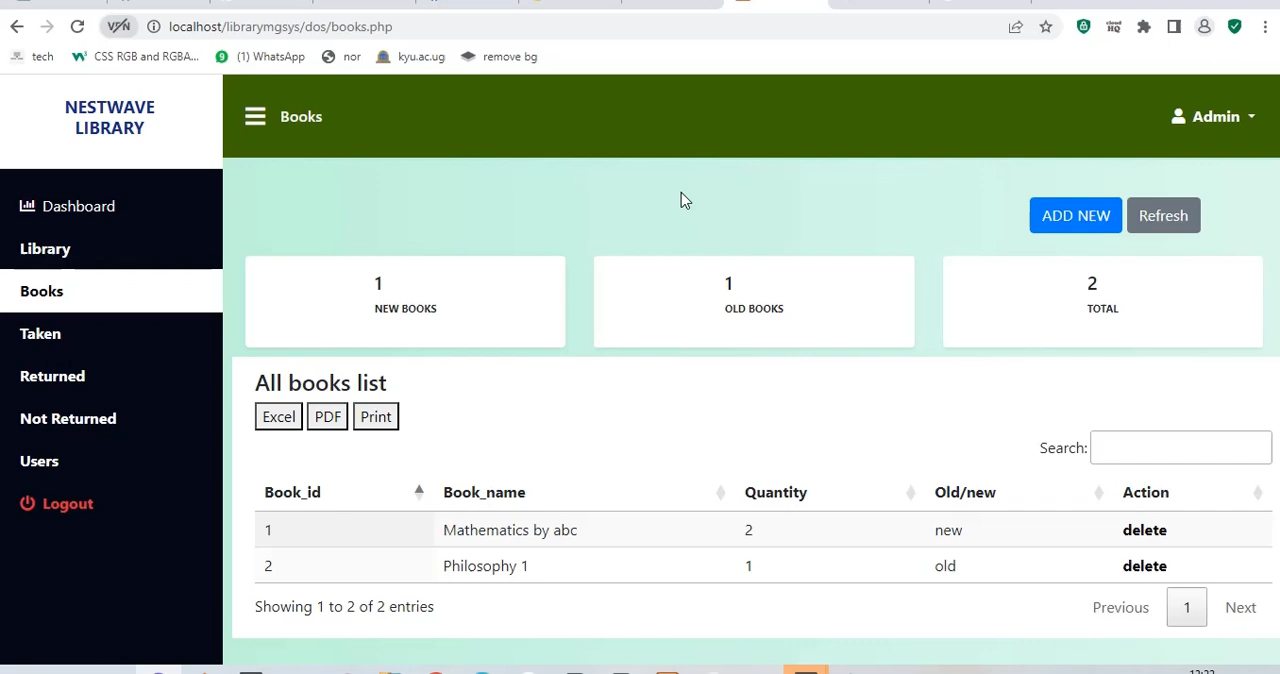 VPN
localhost/librarymgsys/dos/books.php
cloud
HQ
tech
CSS RGB and RGBA...
9
(1) WhatsApp
nor
kyu.ac.ug
remove bg
NESTWAVE
LIBRARY
Books
Admin
Dashboard
Library
Books
Taken
Returned
Not Returned
Users
Logout
ADD NEW
Refresh
1
NEW BOOKS
1
OLD BOOKS
2
TOTAL
All books list
Excel PDF Print
Search:
Book_id Book_name Quantity Old/new Action
1 Mathematics by abc 2 new delete
2 Philosophy 1 1 old delete
Showing 1 to 2 of 2 entries
Previous 1 Next